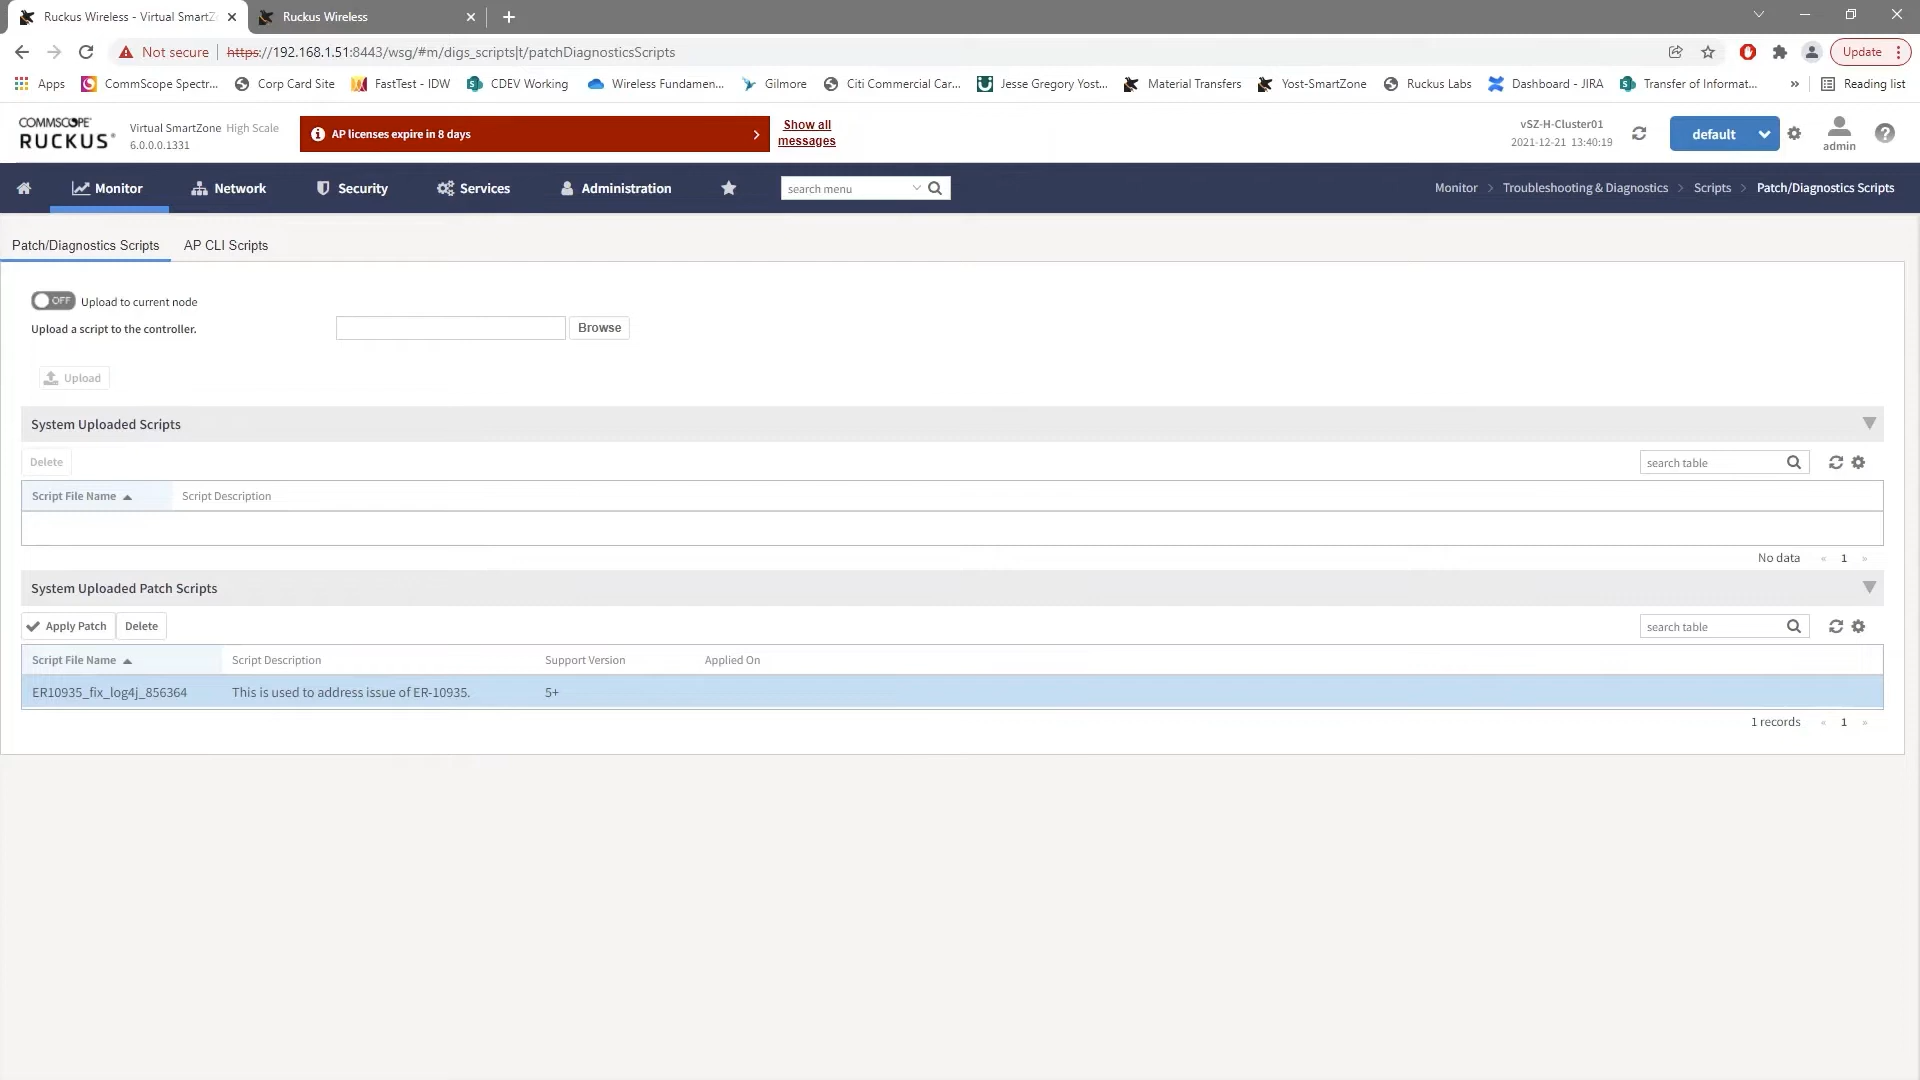 Ruckus Wireless - Virtual SmartZ
Ruckus Wireless
Not secure https://192.168.1.51:8443/wsg/#m/digs_scripts|t/patchDiagnosticsScripts
Update
Apps CommScope Spectr... Corp Card Site FastTest - IDW CDEV Working Wireless Fundamen... Gilmore Citi Commercial Car... Jesse Gregory Yost... Material Transfers Yost-SmartZone Ruckus Labs Dashboard - JIRA Transfer of Informat... » Reading list
COMMSCOPE
RUCKUS
Virtual SmartZone High Scale
6.0.0.0.1331
AP licenses expire in 8 days
Show all
messages
vSZ-H-Cluster01
2021-12-21 13:40:19
default
admin
Monitor Network Security Services Administration search menu
Monitor > Troubleshooting & Diagnostics > Scripts > Patch/Diagnostics Scripts
Patch/Diagnostics Scripts AP CLI Scripts
OFF Upload to current node
Upload a script to the controller. Browse
Upload
System Uploaded Scripts
Delete search table
Script File Name Script Description
No data « 1 »
System Uploaded Patch Scripts
Apply Patch Delete search table
Script File Name Script Description Support Version Applied On
ER10935_fix_log4j_856364 This is used to address issue of ER-10935. 5+
1 records « 1 »